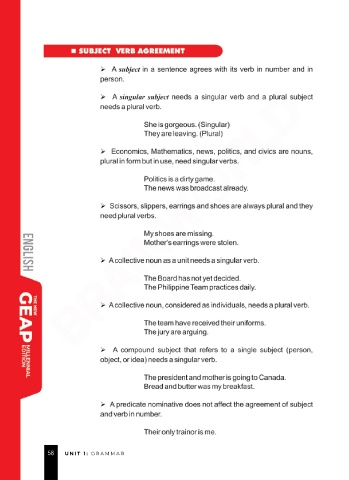 ■ SUBJECT VERB AGREEMENT
➢ A subject in a sentence agrees with its verb in number and in
person.
➢ A singular subject needs a singular verb and a plural subject
needs a plural verb.
She is gorgeous. (Singular)
They are leaving. (Plural)
➢ Economics, Mathematics, news, politics, and civics are nouns,
plural in form but in use, need singular verbs.
Politics is a dirty game.
The news was broadcast already.
➢ Scissors, slippers, earrings and shoes are always plural and they
need plural verbs.
My shoes are missing.
Mother's earrings were stolen.
➢ A collective noun as a unit needs a singular verb.
The Board has not yet decided.
The Philippine Team practices daily.
➢ A collective noun, considered as individuals, needs a plural verb.
The team have received their uniforms.
The jury are arguing.
➢ A compound subject that refers to a single subject (person,
object, or idea) needs a singular verb.
The president and mother is going to Canada.
Bread and butter was my breakfast.
➢ A predicate nominative does not affect the agreement of subject
and verb in number.
Their only trainor is me.
ENGLISH
THE NEW
GEAP
MILLENNIAL
EDITION
58 UNIT 1: GRAMMAR